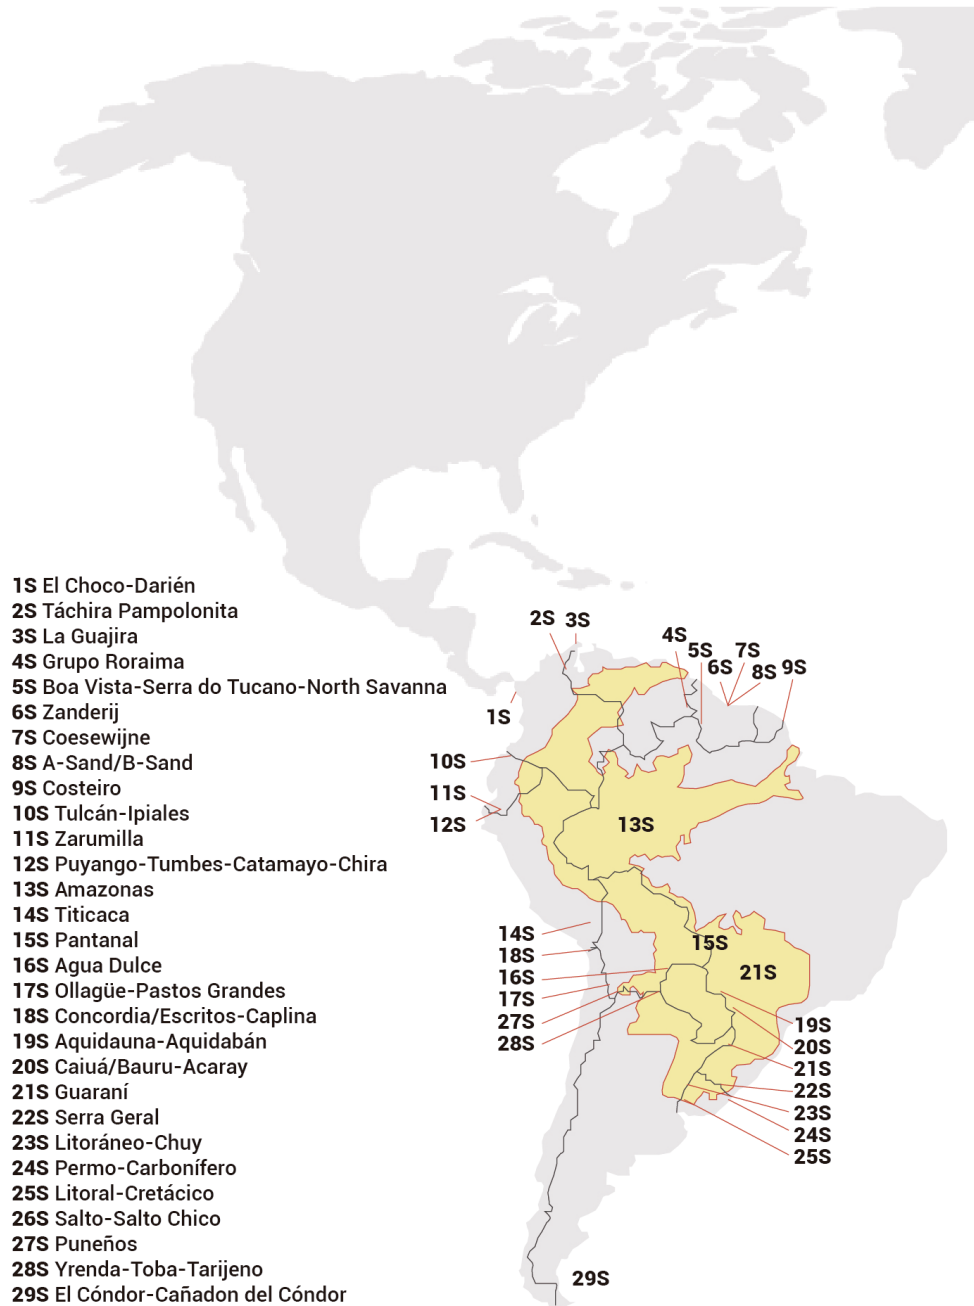 1S El Choco-Darién
2S Táchira Pampolonita
3S La Guajira
4S Grupo Roraima
5S Boa Vista-Serra do Tucano-North Savanna
6S Zanderij
7S Coesewijne
8S A-Sand/B-Sand
9S Costeiro
10S Tulcán-Ipiales
11S Zarumilla
12S Puyango-Tumbes-Catamayo-Chira
13S Amazonas
14S Titicaca
15S Pantanal
16S Agua Dulce
17S Ollagüe-Pastos Grandes
18S Concordia/Escritos-Caplina
19S Aquidauna-Aquidabán
20S Caiuá/Bauru-Acaray
21S Guaraní
22S Serra Geral
23S Litoráneo-Chuy
24S Permo-Carbonífero
25S Litoral-Cretácico
26S Salto-Salto Chico
27S Puneños
28S Yrenda-Toba-Tarijeno
29S El Cóndor-Cañadon del Cóndor
2S
3S
4S
5S
6S
7S
8S
9S
1S
10S
11S
12S
13S
14S
18S
16S
17S
27S
28S
15S
21S
19S
20S
21S
22S
23S
24S
25S
29S